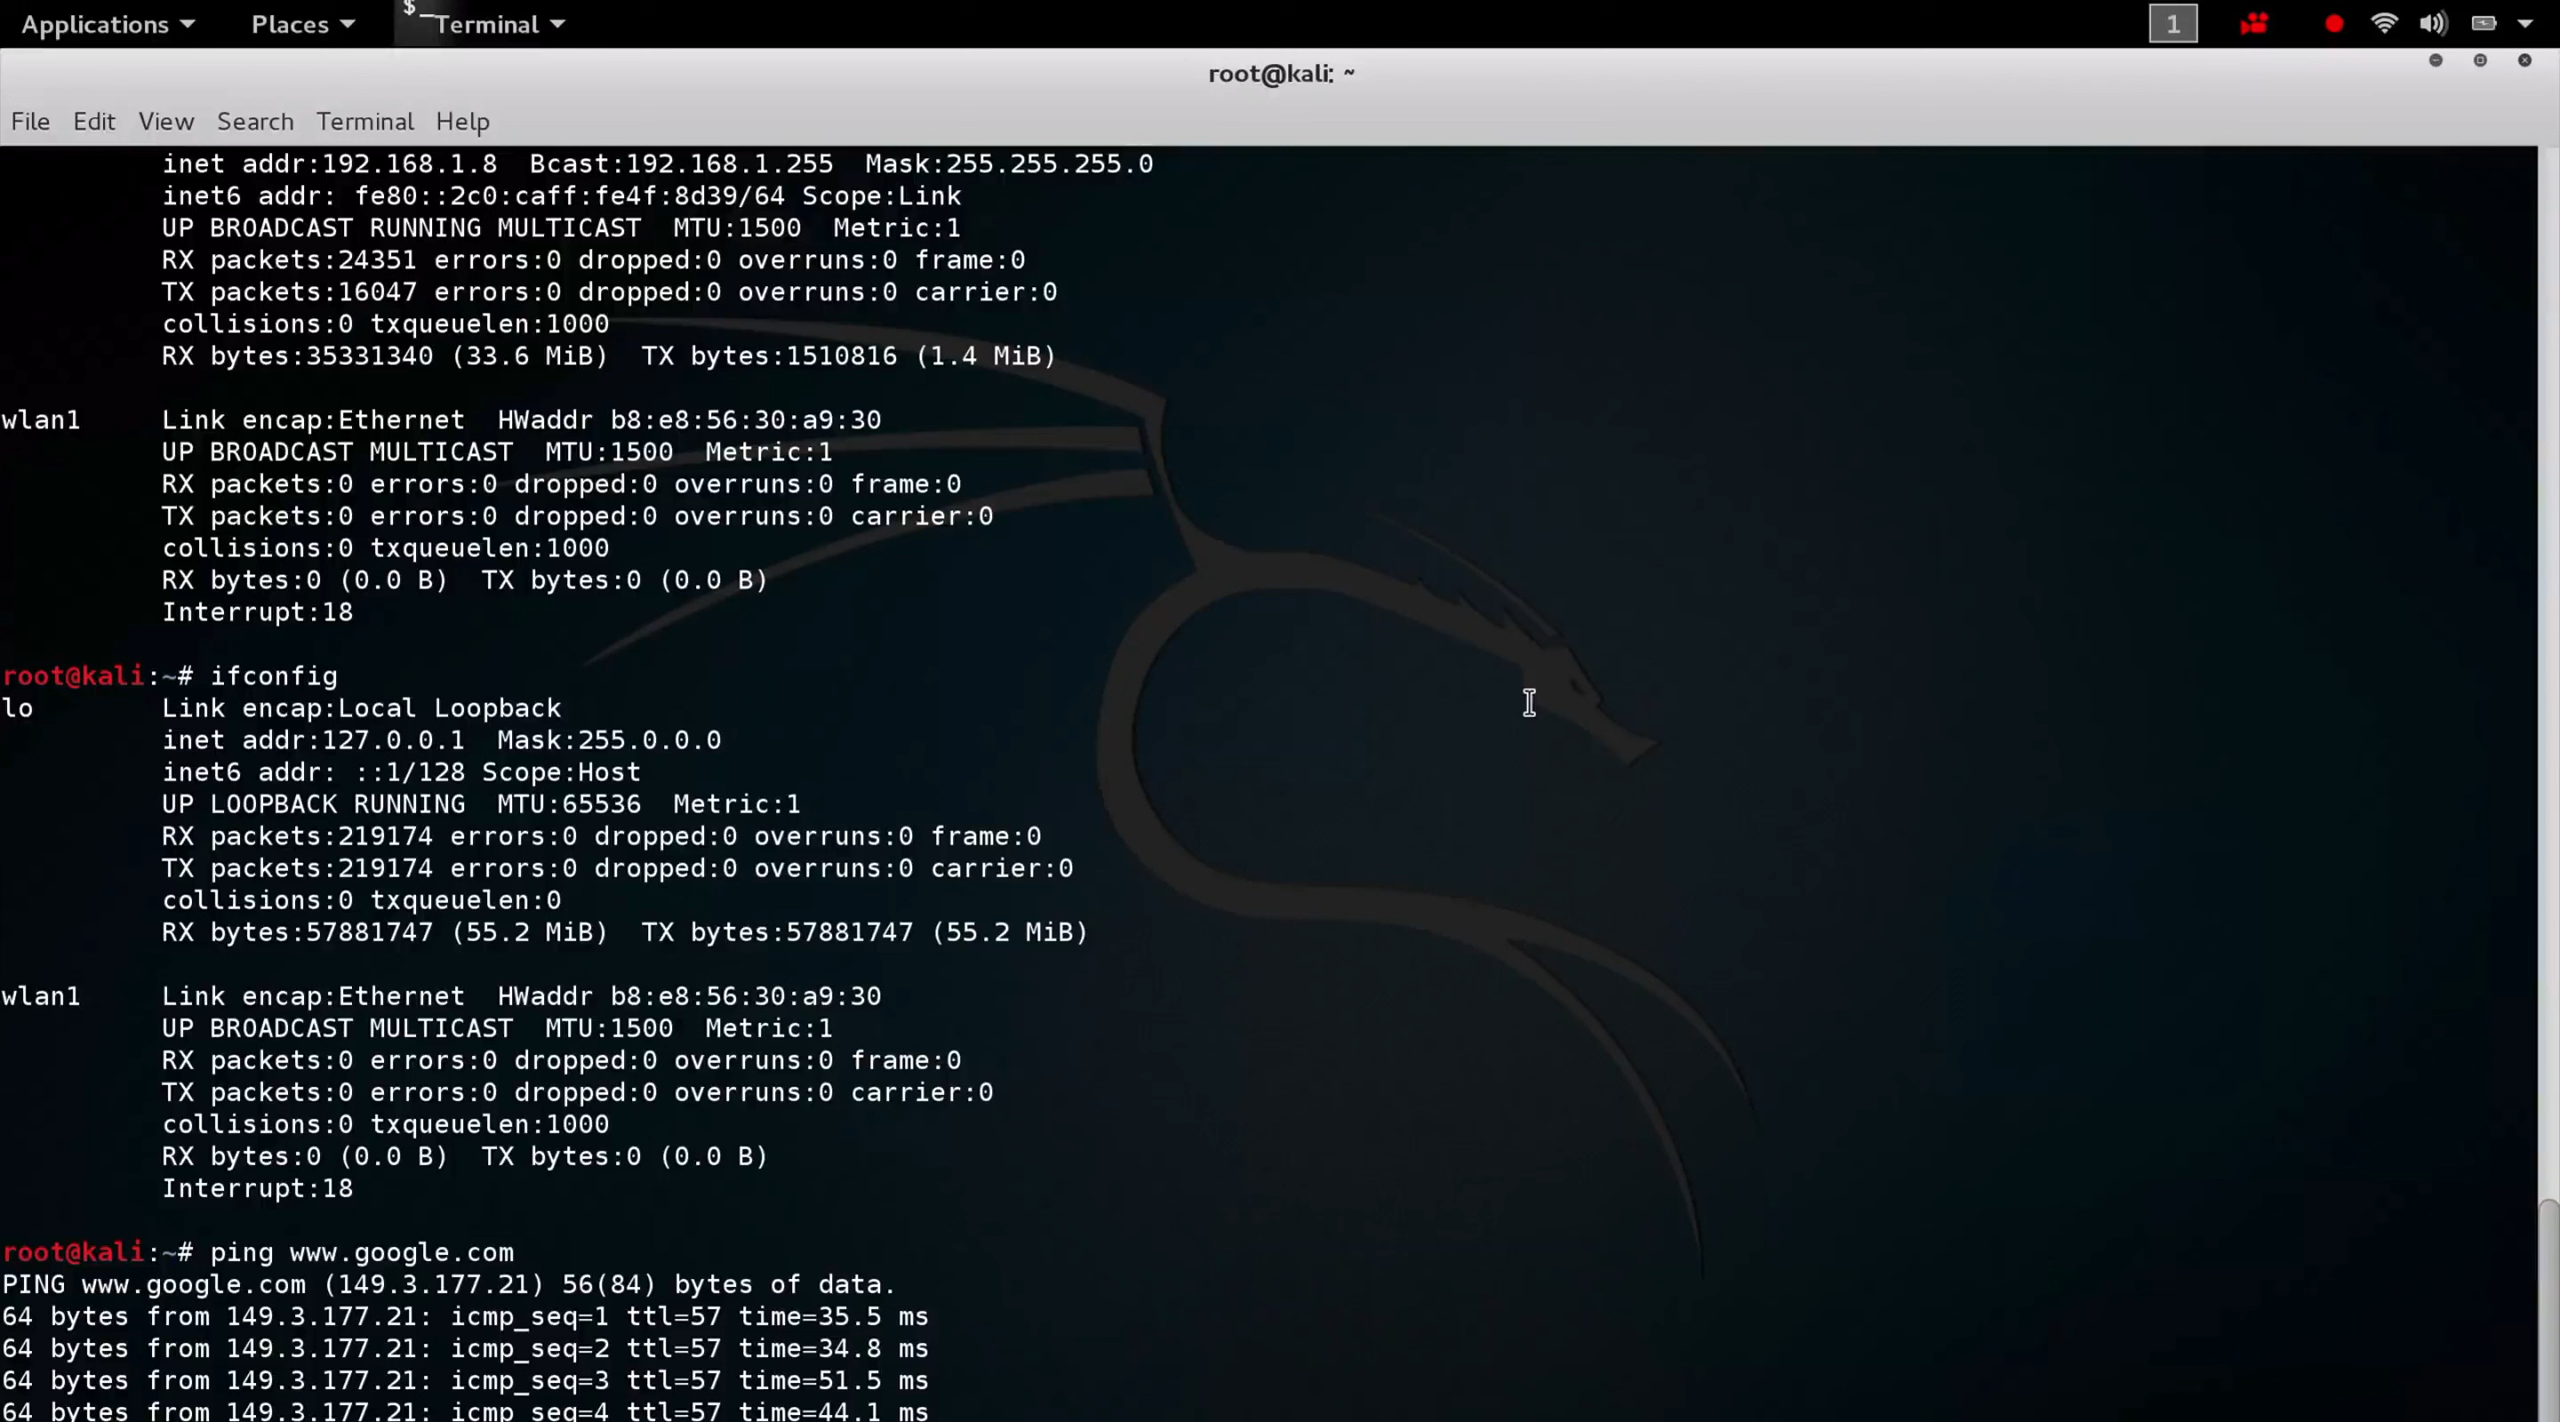 Applications Places $_ Terminal 1
root@kali: ~
File Edit View Search Terminal Help
inet addr:192.168.1.8 Bcast:192.168.1.255 Mask:255.255.255.0
inet6 addr: fe80::2c0:caff:fe4f:8d39/64 Scope:Link
UP BROADCAST RUNNING MULTICAST MTU:1500 Metric:1
RX packets:24351 errors:0 dropped:0 overruns:0 frame:0
TX packets:16047 errors:0 dropped:0 overruns:0 carrier:0
collisions:0 txqueuelen:1000
RX bytes:35331340 (33.6 MiB) TX bytes:1510816 (1.4 MiB)
wlan1 Link encap:Ethernet HWaddr b8:e8:56:30:a9:30
UP BROADCAST MULTICAST MTU:1500 Metric:1
RX packets:0 errors:0 dropped:0 overruns:0 frame:0
TX packets:0 errors:0 dropped:0 overruns:0 carrier:0
collisions:0 txqueuelen:1000
RX bytes:0 (0.0 B) TX bytes:0 (0.0 B)
Interrupt:18
root@kali:~# ifconfig
lo Link encap:Local Loopback
inet addr:127.0.0.1 Mask:255.0.0.0
inet6 addr: ::1/128 Scope:Host
UP LOOPBACK RUNNING MTU:65536 Metric:1
RX packets:219174 errors:0 dropped:0 overruns:0 frame:0
TX packets:219174 errors:0 dropped:0 overruns:0 carrier:0
collisions:0 txqueuelen:0
RX bytes:57881747 (55.2 MiB) TX bytes:57881747 (55.2 MiB)
wlan1 Link encap:Ethernet HWaddr b8:e8:56:30:a9:30
UP BROADCAST MULTICAST MTU:1500 Metric:1
RX packets:0 errors:0 dropped:0 overruns:0 frame:0
TX packets:0 errors:0 dropped:0 overruns:0 carrier:0
collisions:0 txqueuelen:1000
RX bytes:0 (0.0 B) TX bytes:0 (0.0 B)
Interrupt:18
root@kali:~# ping www.google.com
PING www.google.com (149.3.177.21) 56(84) bytes of data.
64 bytes from 149.3.177.21: icmp_seq=1 ttl=57 time=35.5 ms
64 bytes from 149.3.177.21: icmp_seq=2 ttl=57 time=34.8 ms
64 bytes from 149.3.177.21: icmp_seq=3 ttl=57 time=51.5 ms
64 bytes from 149.3.177.21: icmp_seq=4 ttl=57 time=44.1 ms